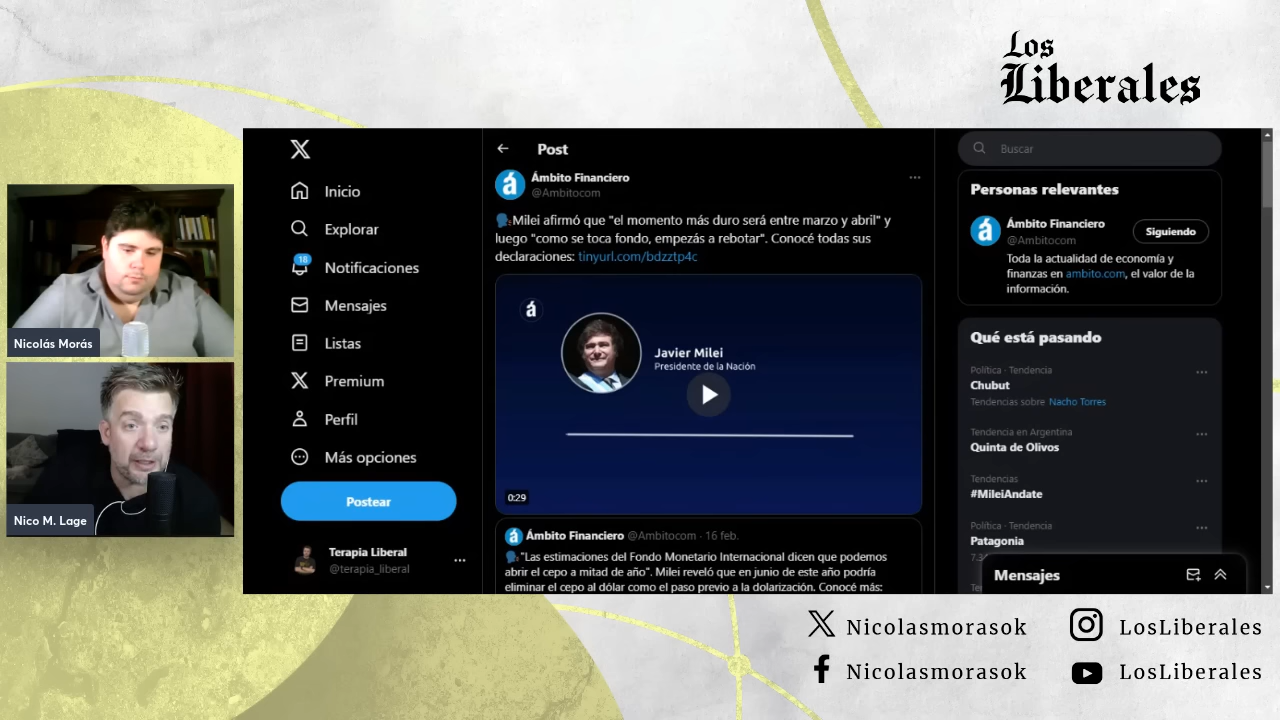 Los
Liberales
Nicolás Morás
Nico M. Lage
Inicio
Explorar
18
Notificaciones
Mensajes
Listas
Premium
Perfil
Más opciones
Postear
Terapia Liberal
@terapia_liberal
Post
Ámbito Financiero
@Ambitocom
🗣Milei afirmó que "el momento más duro será entre marzo y abril" y
luego "como se toca fondo, empezás a rebotar". Conocé todas sus
declaraciones: tinyurl.com/bdzztp4c
á
Javier Milei
Presidente de la Nación
0:29
Ámbito Financiero @Ambitocom · 16 feb.
🗣"Las estimaciones del Fondo Monetario Internacional dicen que podemos
abrir el cepo a mitad de año". Milei reveló que en junio de este año podría
eliminar el cepo al dólar como el paso previo a la dolarización. Conocé más:
Buscar
Personas relevantes
Ámbito Financiero
@Ambitocom
Siguiendo
Toda la actualidad de economía y
finanzas en ambito.com, el valor de la
información.
Qué está pasando
Política · Tendencia
Chubut
Tendencias sobre Nacho Torres
Tendencia en Argentina
Quinta de Olivos
Tendencias
#MileiAndate
Política · Tendencia
Patagonia
Mensajes
Nicolasmorasok
LosLiberales
Nicolasmorasok
LosLiberales